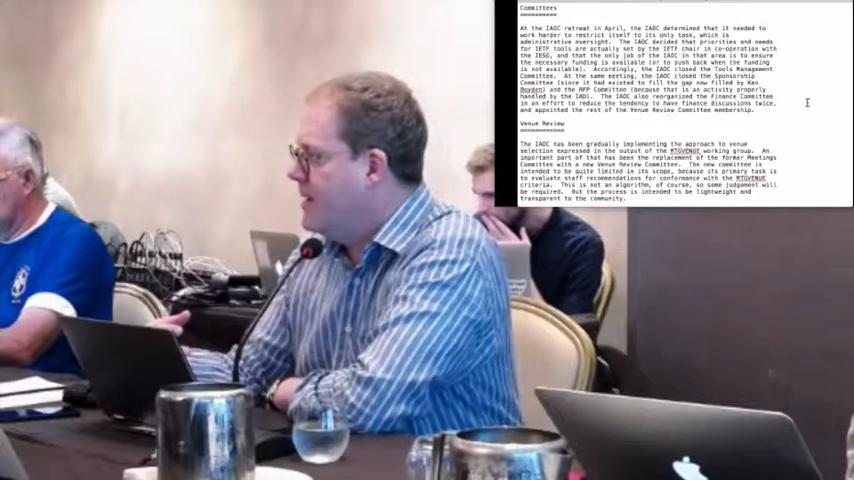 Committees
==========
At the IAOC retreat in April, the IAOC determined that it needed to
work harder to restrict itself to its only task, which is
administrative oversight.  The IAOC decided that priorities and needs
for IETF tools are actually set by the IETF chair in co-operation with
the IESG, and that the only job of the IAOC in that area is to ensure
the necessary funding is available (or to push back when the funding
is not available).  Accordingly, the IAOC closed the Tools Management
Committee.  At the same meeting, the IAOC closed the Sponsorship
Committee (since it had existed to fill the gap now filled by Ken
Boyden) and the RFP Committee (because that is an activity properly
handled by the IAD).  The IAOC also reorganized the Finance Committee
in an effort to reduce the tendency to have finance discussions twice,
and appointed the rest of the Venue Review Committee membership.
Venue Review
============
The IAOC has been gradually implementing the approach to venue
selection expressed in the output of the MTGVENUE working group.  An
important part of that has been the replacement of the former Meetings
Committee with a new Venue Review Committee.  The new committee is
intended to be quite limited in its scope, because its primary task is
to evaluate staff recommendations for conformance with the MTGVENUE
criteria.  This is not an algorithm, of course, so some judgement will
be required.  But the process is intended to be lightweight and
transparent to the community.